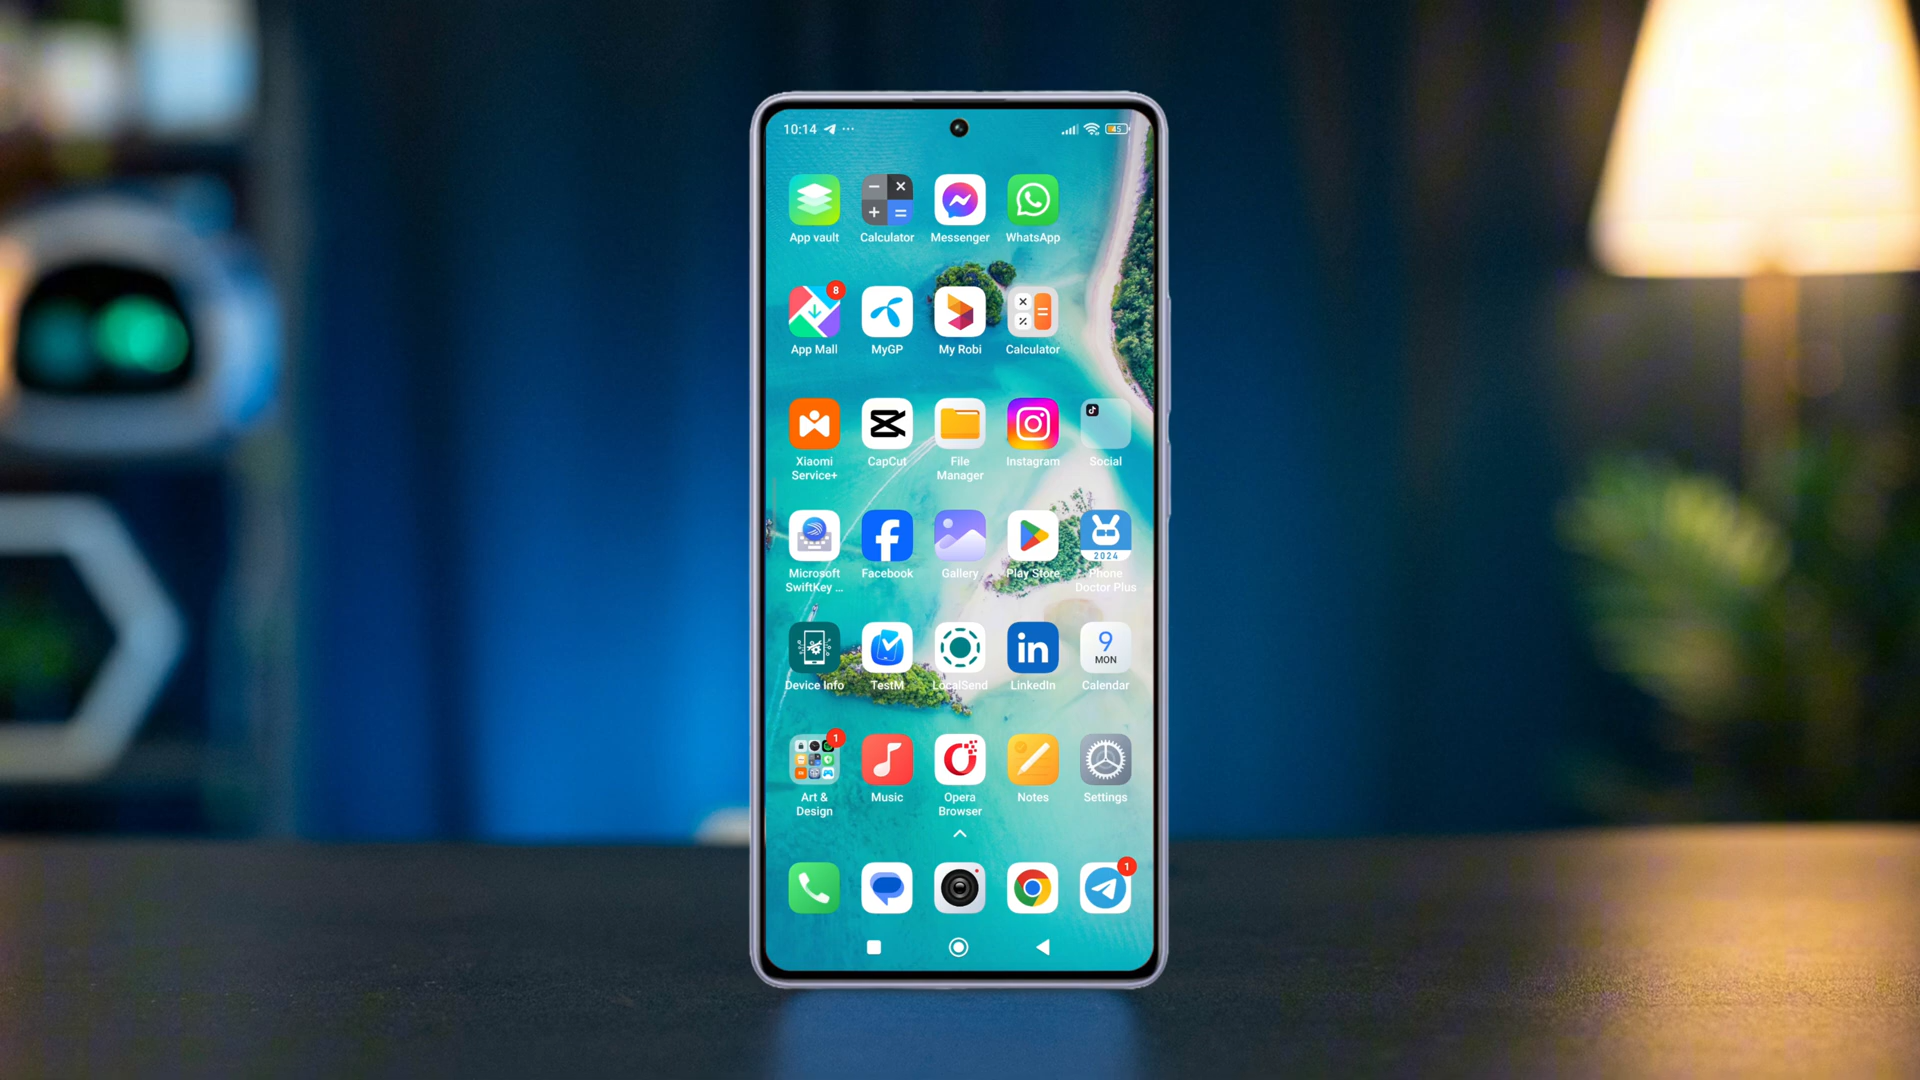 10:14 ··· 45
App vault Calculator Messenger WhatsApp
8
App Mall MyGP My Robi Calculator
Xiaomi CapCut File Instagram Social
Service+ Manager
2024
Microsoft Facebook Gallery Play Store Phone
SwiftKey ... Doctor Plus
in 9
MON
Device Info TestM LocalSend LinkedIn Calendar
1
Art & Music Opera Notes Settings
Design Browser
1